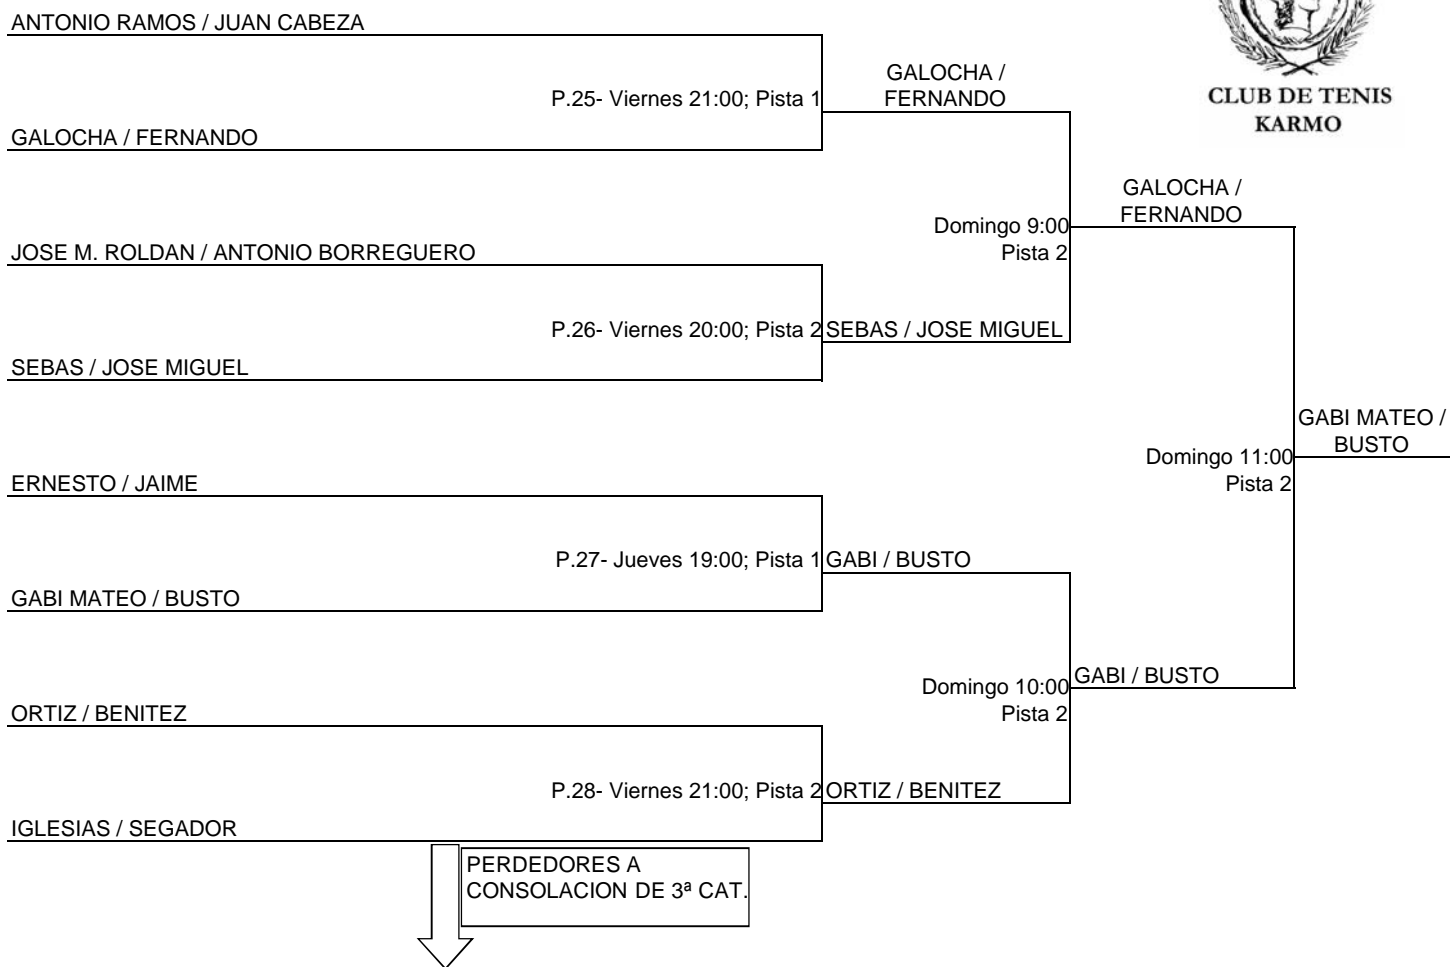 ANTONIO RAMOS / JUAN CABEZA
GALOCHA /
FERNANDO
P.25- Viernes 21:00; Pista 1
CLUB DE TENIS
KARMO
GALOCHA / FERNANDO
GALOCHA /
FERNANDO
Domingo 9:00
Pista 2
JOSE M. ROLDAN / ANTONIO BORREGUERO
P.26- Viernes 20:00; Pista 2
SEBAS / JOSE MIGUEL
SEBAS / JOSE MIGUEL
GABI MATEO /
BUSTO
Domingo 11:00
Pista 2
ERNESTO / JAIME
P.27- Jueves 19:00; Pista 1
GABI / BUSTO
GABI MATEO / BUSTO
Domingo 10:00
Pista 2
GABI / BUSTO
ORTIZ / BENITEZ
P.28- Viernes 21:00; Pista 2
ORTIZ / BENITEZ
IGLESIAS / SEGADOR
PERDEDORES A
CONSOLACION DE 3ª CAT.